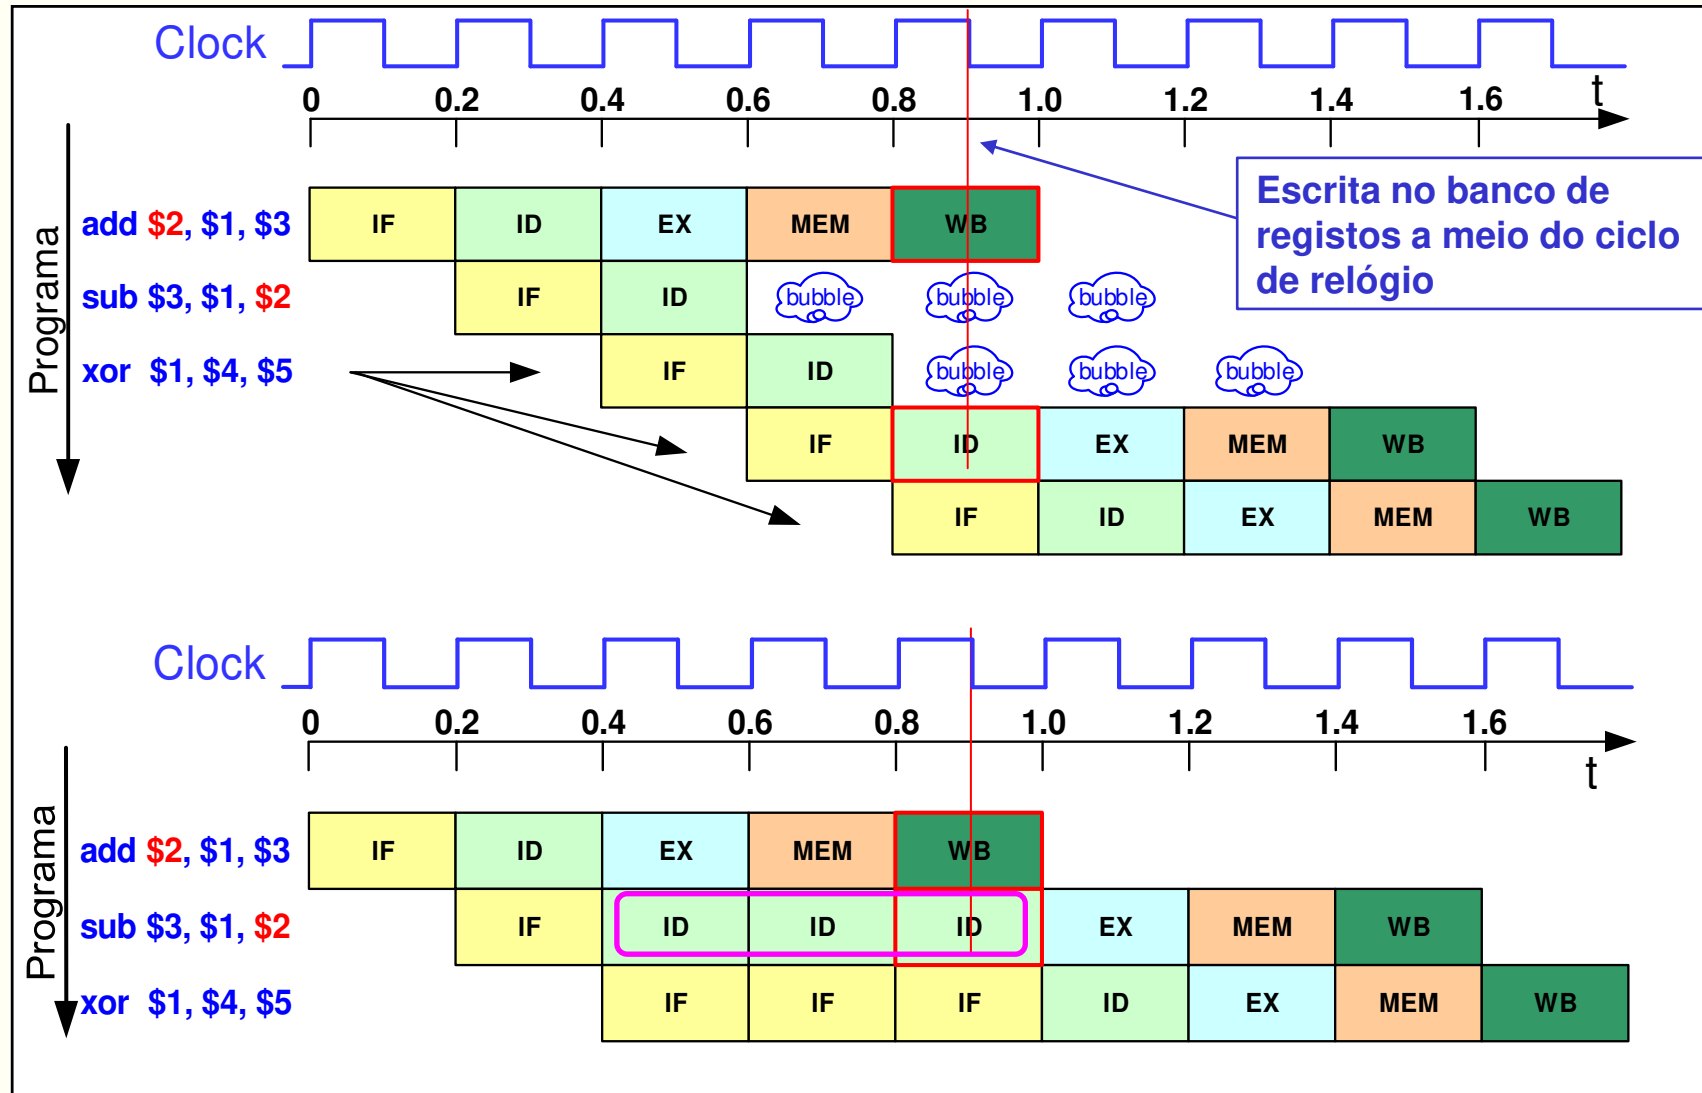 Clock
0 0.2 0.4 0.6 0.8 1.0 1.2 1.4 1.6 t
Escrita no banco de
registos a meio do ciclo
de relógio
Programa
add $2, $1, $3 IF ID EX MEM WB
sub $3, $1, $2 IF ID bubble bubble bubble
xor $1, $4, $5 IF ID bubble bubble bubble
IF ID EX MEM WB
IF ID EX MEM WB
Clock
0 0.2 0.4 0.6 0.8 1.0 1.2 1.4 1.6
t
Programa
add $2, $1, $3 IF ID EX MEM WB
sub $3, $1, $2 IF ID ID ID EX MEM WB
xor $1, $4, $5 IF IF IF ID EX MEM WB